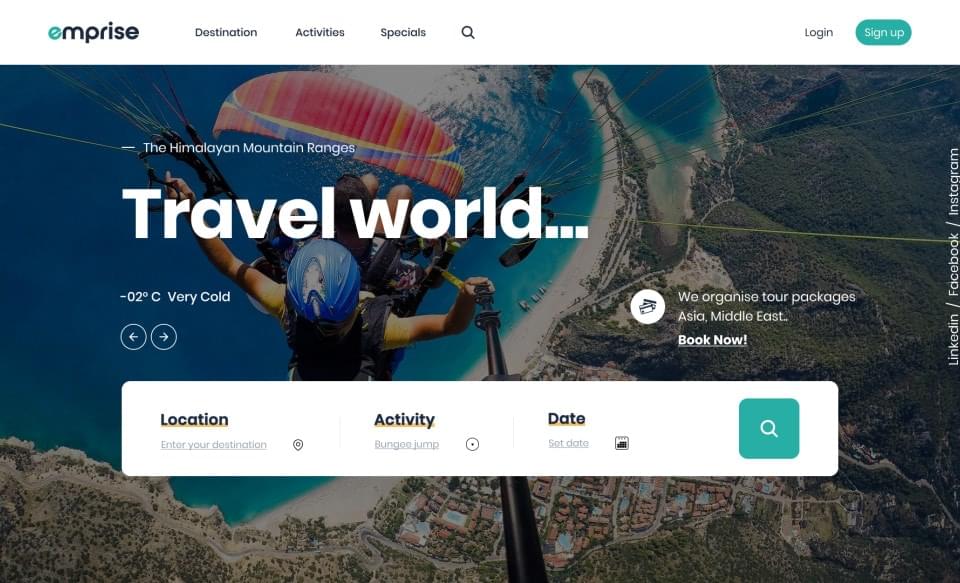 emprise
Destination
Activities
Specials
Login
Sign up
The Himalayan Mountain Ranges
Travel world...
-02° C Very Cold
We organise tour packages
Asia, Middle East..
Book Now!
Linkedin / Facebook / Instagram
Location
Enter your destination
Activity
Bungee jump
Date
Set date